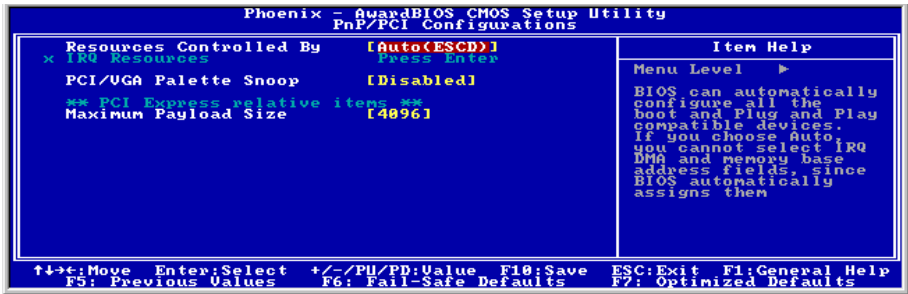 Phoenix - AwardBIOS CMOS Setup Utility
PnP/PCI Configurations
Resources Controlled By [Auto(ESCD)]
x IRQ Resources Press Enter
PCI/VGA Palette Snoop [Disabled]
** PCI Express relative items **
Maximum Payload Size [4096]
Item Help
Menu Level ▶
BIOS can automatically
configure all the
boot and Plug and Play
compatible devices.
If you choose Auto,
you cannot select IRQ
DMA and memory base
address fields, since
BIOS automatically
assigns them
↑↓→←:Move Enter:Select +/-/PU/PD:Value F10:Save ESC:Exit F1:General Help
F5: Previous Values F6: Fail-Safe Defaults F7: Optimized Defaults